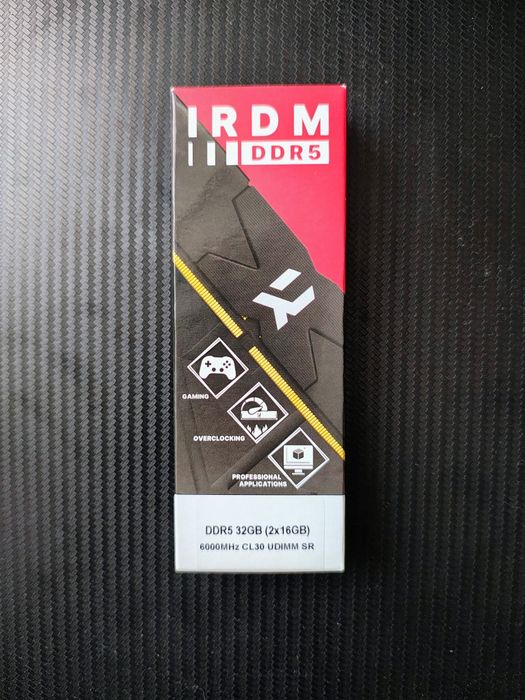 IRDM
DDR5
GAMING
OVERCLOCKING
PROFESSIONAL
APPLICATIONS
DDR5 32GB (2x16GB)
6000MHz CL30 UDIMM SR